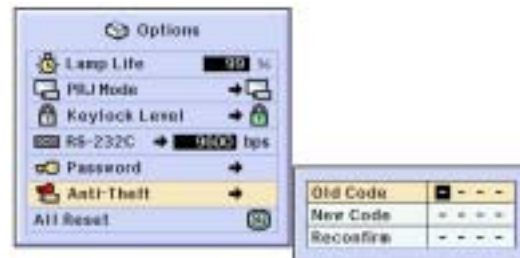 Options
Lamp Life 99 %
PRJ Mode
Keylock Level
RS-232C 9600 bps
Password
Anti-Theft
All Reset
Old Code - - - -
New Code - - - -
Reconfirm - - - -